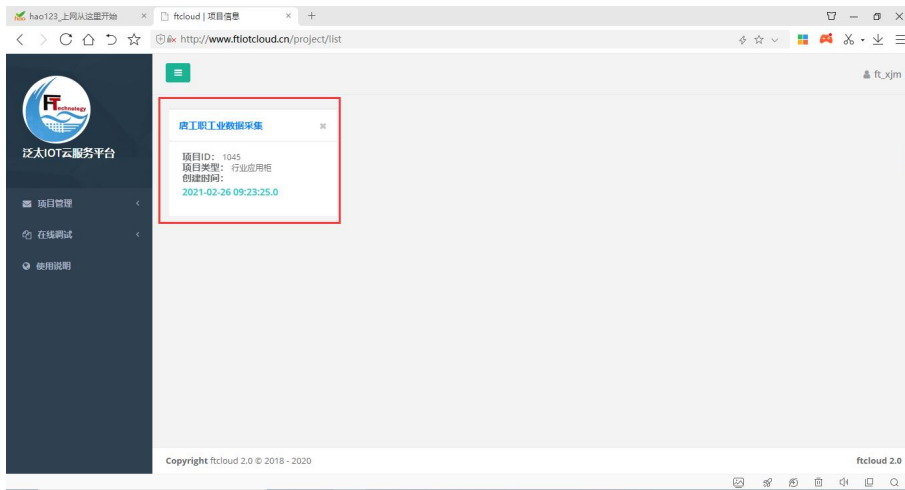 hao123_上网从这里开始
ftcloud | 项目信息
http://www.ftiotcloud.cn/project/list
ft_xjm
FTechnology
泛太IOT云服务平台
项目管理
在线调试
使用说明
唐工职工业数据采集
项目ID： 1045
项目类型： 行业应用柜
创建时间：
2021-02-26 09:23:25.0
Copyright ftcloud 2.0 © 2018 - 2020
ftcloud 2.0